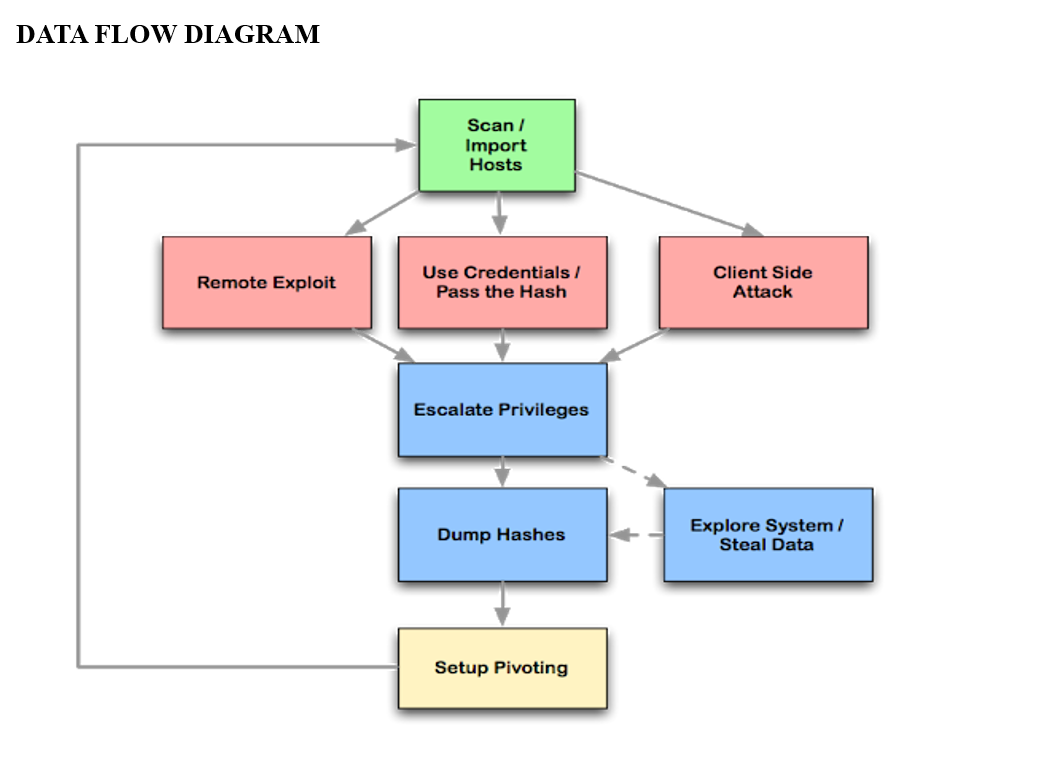 DATA FLOW DIAGRAM
Scan /
Import
Hosts
Remote Exploit
Use Credentials /
Pass the Hash
Client Side
Attack
Escalate Privileges
Dump Hashes
Explore System /
Steal Data
Setup Pivoting